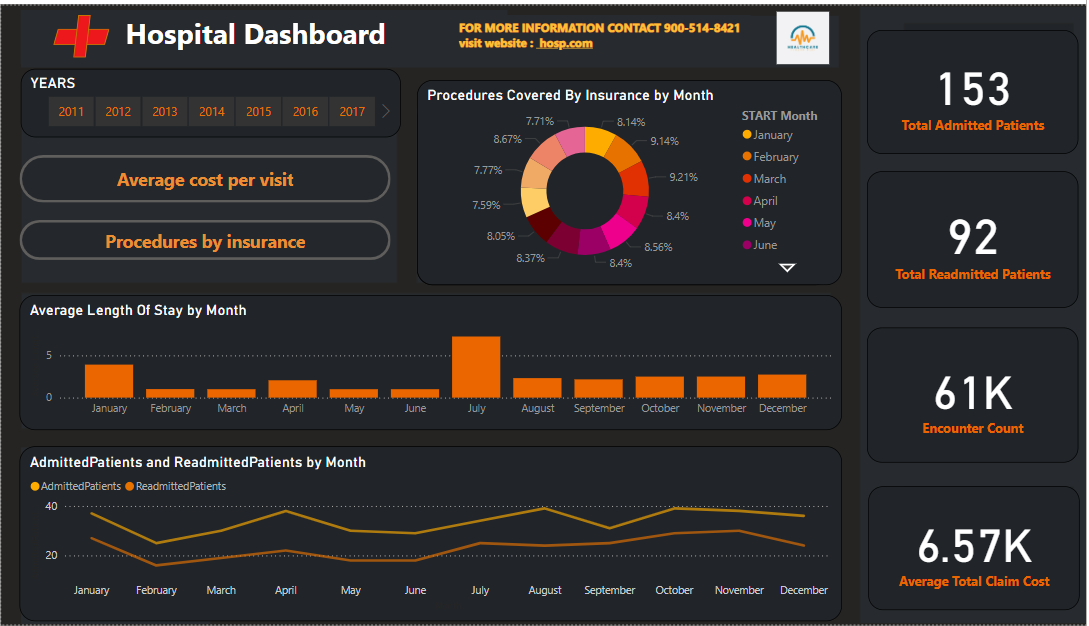 Hospital Dashboard
FOR MORE INFORMATION CONTACT 900-514-8421
visit website : hosp.com
HEALTHCARE
YEARS
2011 2012 2013 2014 2015 2016 2017
Average cost per visit
Procedures by insurance
Procedures Covered By Insurance by Month
8.14%
9.14%
9.21%
8.4%
8.56%
8.4%
8.37%
8.05%
7.59%
7.77%
8.67%
7.71%
START Month
January
February
March
April
May
June
Average Length Of Stay by Month
5
0
January February March April May June July August September October November December
AdmittedPatients and ReadmittedPatients by Month
AdmittedPatients ReadmittedPatients
40
20
January February March April May June July August September October November December
153
Total Admitted Patients
92
Total Readmitted Patients
61K
Encounter Count
6.57K
Average Total Claim Cost